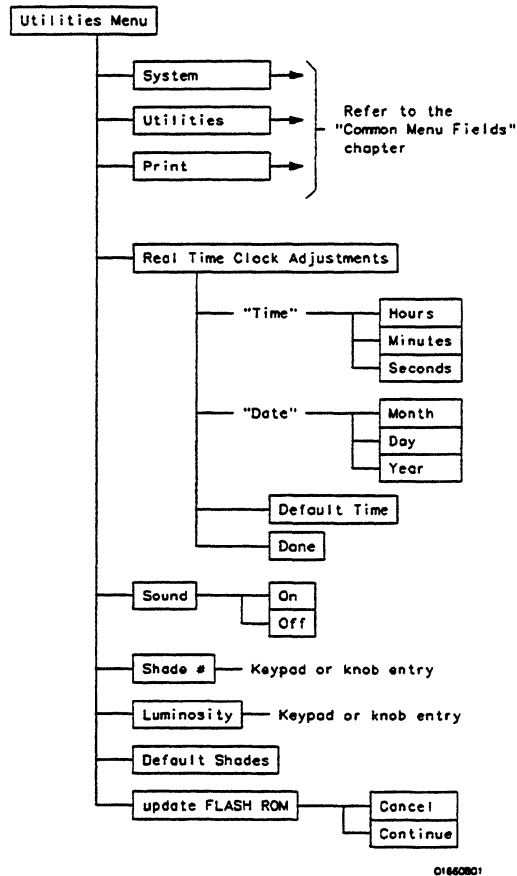 Utilities Menu
System
Utilities
Print
Refer to the
"Common Menu Fields"
chapter
Real Time Clock Adjustments
"Time"
Hours
Minutes
Seconds
"Date"
Month
Day
Year
Default Time
Done
Sound
On
Off
Shade #
Keypad or knob entry
Luminosity
Keypad or knob entry
Default Shades
update FLASH ROM
Cancel
Continue
01660B01